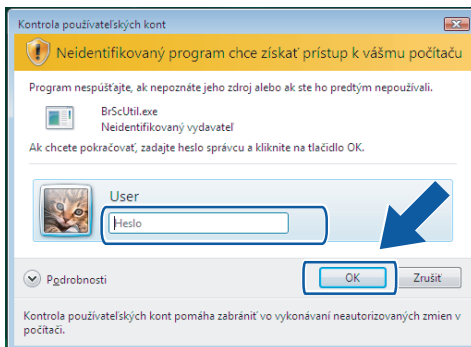 Kontrola používateľských kont
Neidentifikovaný program chce získať prístup k vášmu počítaču
Program nespúšťajte, ak nepoznáte jeho zdroj alebo ak ste ho predtým nepoužívali.
BrScUtil.exe
Neidentifikovaný vydavateľ
Ak chcete pokračovať, zadajte heslo správcu a kliknite na tlačidlo OK.
User
Heslo
Podrobnosti
OK
Zrušiť
Kontrola používateľských kont pomáha zabrániť vo vykonávaní neautorizovaných zmien v
počítači.